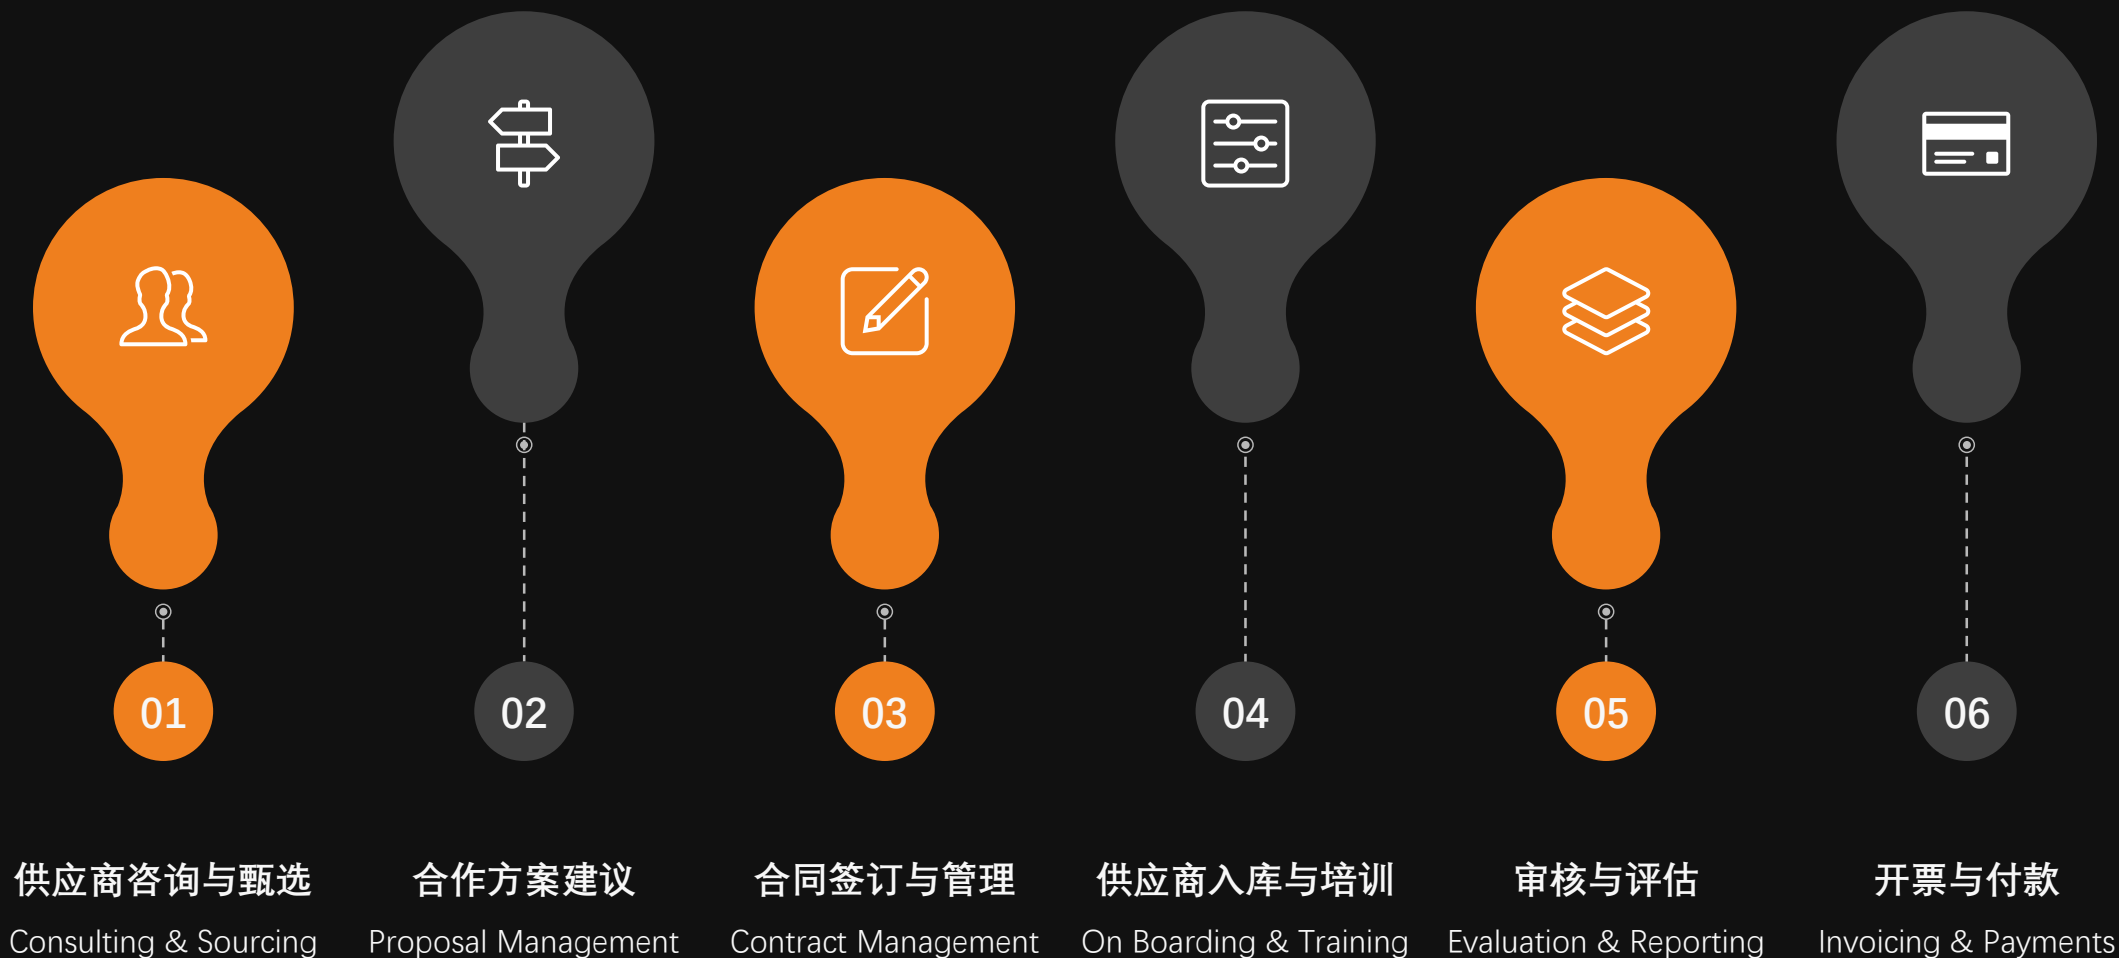 01
02
03
04
05
06
供应商咨询与甄选
Consulting & Sourcing
合作方案建议
Proposal Management
合同签订与管理
Contract Management
供应商入库与培训
On Boarding & Training
审核与评估
Evaluation & Reporting
开票与付款
Invoicing & Payments